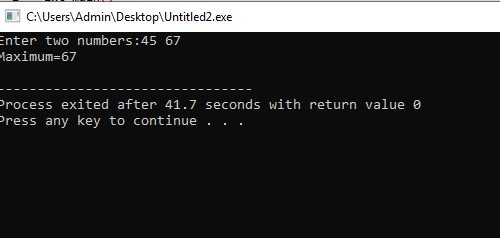 C:\Users\Admin\Desktop\Untitled2.exe
Enter two numbers:45 67
Maximum=67
--------------------------------
Process exited after 41.7 seconds with return value 0
Press any key to continue . . .